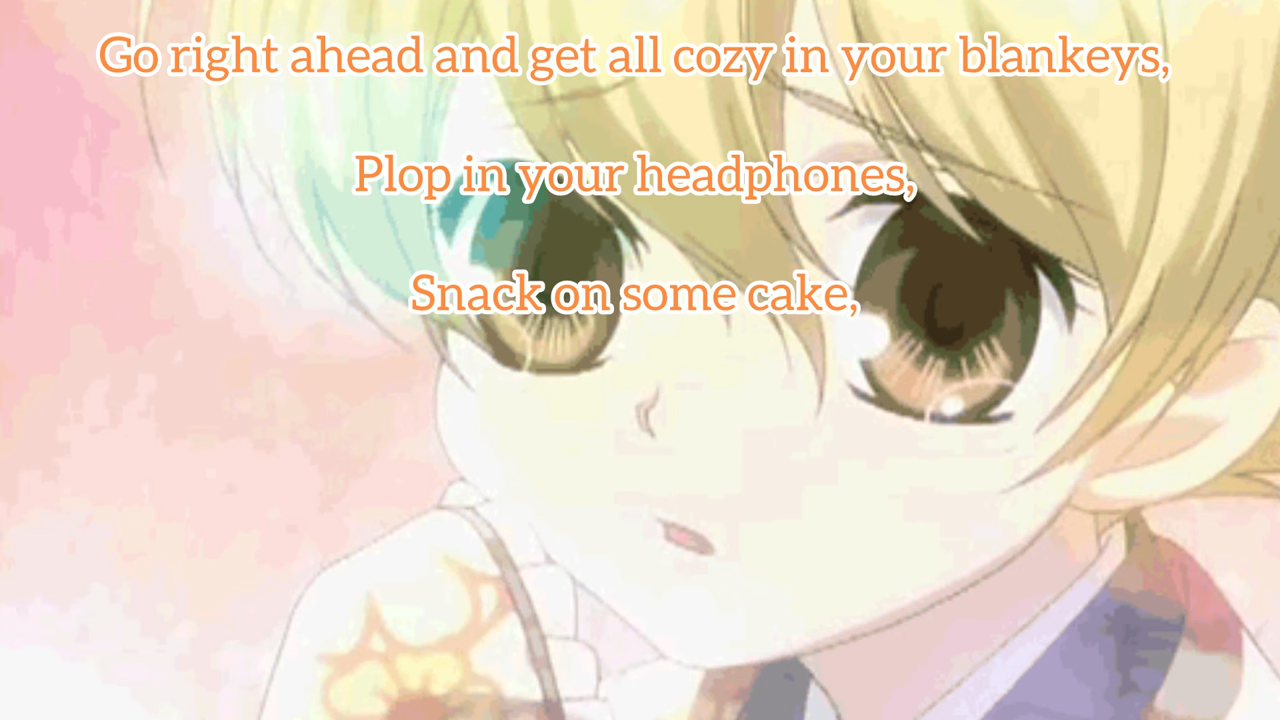 Go right ahead and get all cozy in your blankeys,
Plop in your headphones,
Snack on some cake,